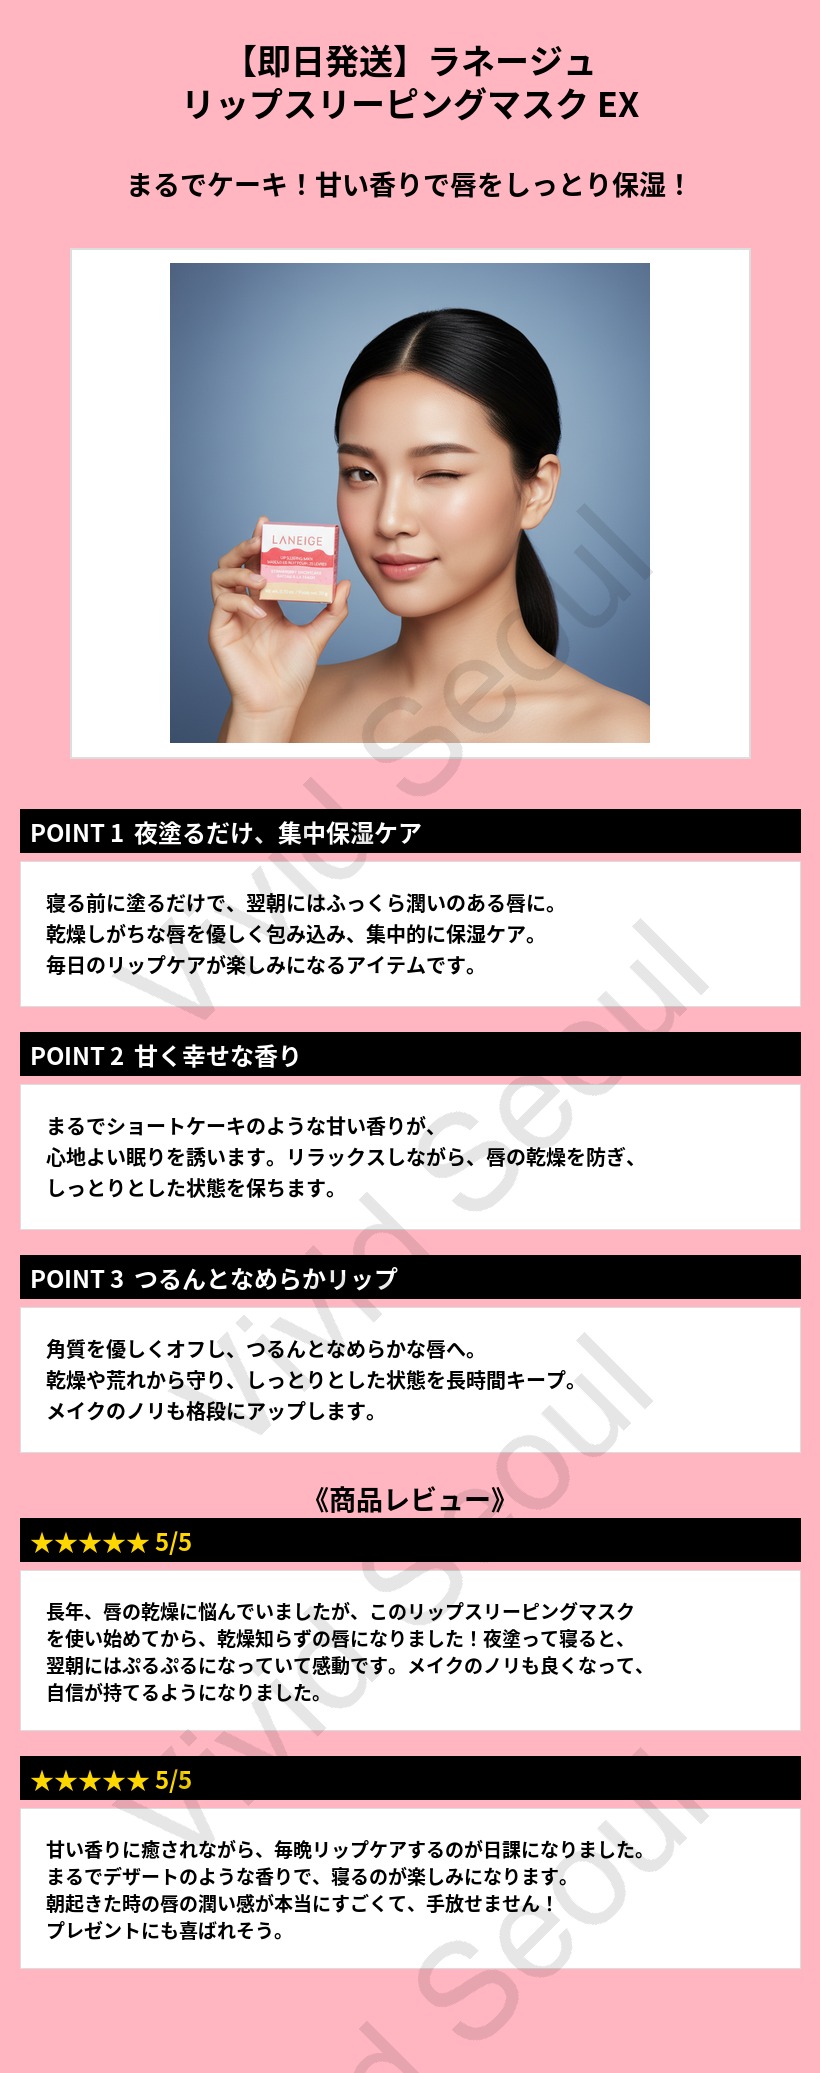 【即日発送】ラネージュ
リップスリーピングマスク EX
まるでケーキ！甘い香りで唇をしっとり保湿！
LANEIGE
POINT 1 夜塗るだけ、集中保湿ケア
寝る前に塗るだけで、翌朝にはふっくら潤いのある唇に。
乾燥しがちな唇を優しく包み込み、集中的に保湿ケア。
毎日のリップケアが楽しみになるアイテムです。
POINT 2 甘く幸せな香り
まるでショートケーキのような甘い香りが、
心地よい眠りを誘います。リラックスしながら、唇の乾燥を防ぎ、
しっとりとした状態を保ちます。
POINT 3 つるんとなめらかリップ
角質を優しくオフし、つるんとなめらかな唇へ。
乾燥や荒れから守り、しっとりとした状態を長時間キープ。
メイクのノリも格段にアップします。
《商品レビュー》
★★★★★ 5/5
長年、唇の乾燥に悩んでいましたが、このリップスリーピングマスク
を使い始めてから、乾燥知らずの唇になりました！夜塗って寝ると、
翌朝にはぷるぷるになっていて感動です。メイクのノリも良くなって、
自信が持てるようになりました。
★★★★★ 5/5
甘い香りに癒されながら、毎晩リップケアするのが日課になりました。
まるでデザートのような香りで、寝るのが楽しみになります。
朝起きた時の唇の潤い感が本当にすごくて、手放せません！
プレゼントにも喜ばれそう。
Vivid Seoul
Vivid Seoul
Vivid Seoul
Vivid Seoul